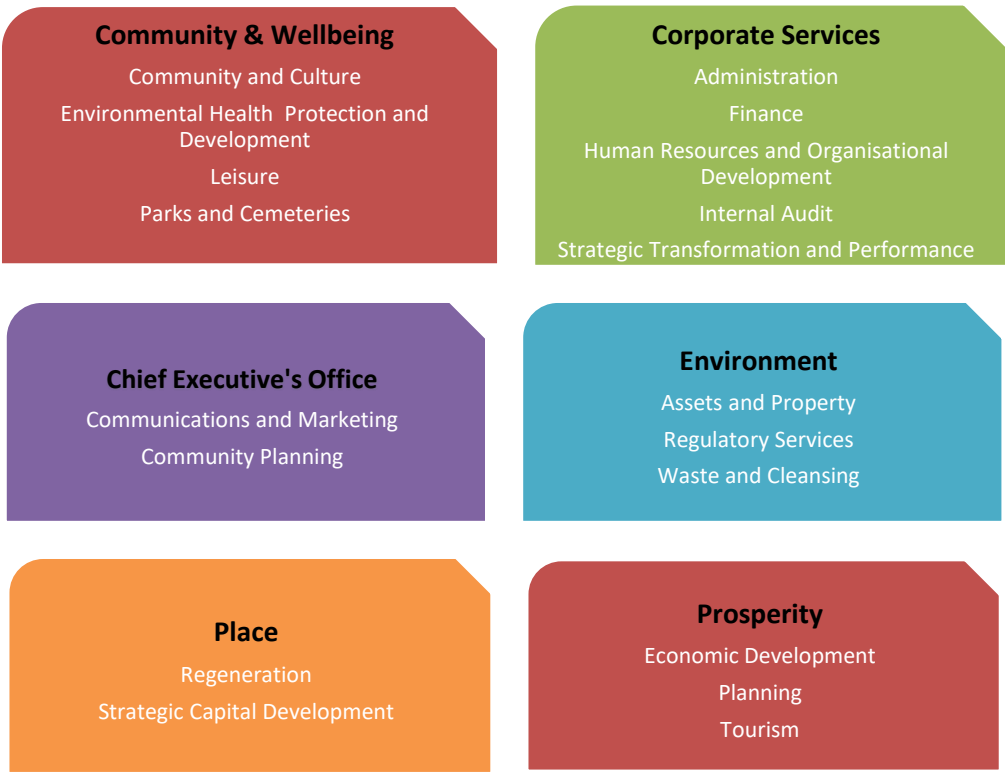 Community & Wellbeing
Community and Culture
Environmental Health  Protection and
Development
Leisure
Parks and Cemeteries
Corporate Services
Administration
Finance
Human Resources and Organisational
Development
Internal Audit
Strategic Transformation and Performance
Chief Executive's Office
Communications and Marketing
Community Planning
Environment
Assets and Property
Regulatory Services
Waste and Cleansing
Place
Regeneration
Strategic Capital Development
Prosperity
Economic Development
Planning
Tourism